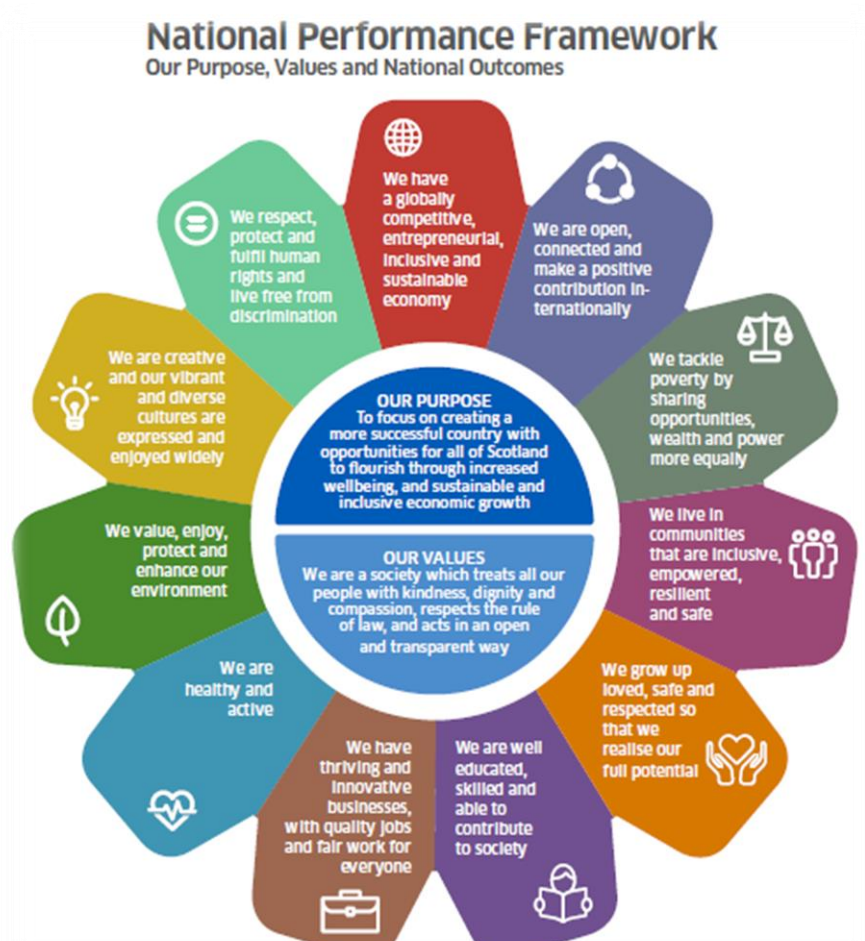 National Performance Framework
Our Purpose, Values and National Outcomes
We have
a globally
competitive,
entrepreneurial,
inclusive and
sustainable
economy
We are open,
connected and
make a positive
contribution in-
ternationally
We tackle
poverty by
sharing
opportunities,
wealth and power
more equally
We live in
communities
that are inclusive,
empowered,
resilient
and safe
We grow up
loved, safe and
respected so
that we
realise our
full potential
We are well
educated,
skilled and
able to
contribute
to society
We have
thriving and
innovative
businesses,
with quality jobs
and fair work for
everyone
We are
healthy and
active
We value, enjoy,
protect and
enhance our
environment
We are creative
and our vibrant
and diverse
cultures are
expressed and
enjoyed widely
We respect,
protect and
fulfil human
rights and
live free from
discrimination
OUR PURPOSE
To focus on creating a
more successful country with
opportunities for all of Scotland
to flourish through increased
wellbeing, and sustainable and
inclusive economic growth
OUR VALUES
We are a society which treats all our
people with kindness, dignity and
compassion, respects the rule
of law, and acts in an open
and transparent way